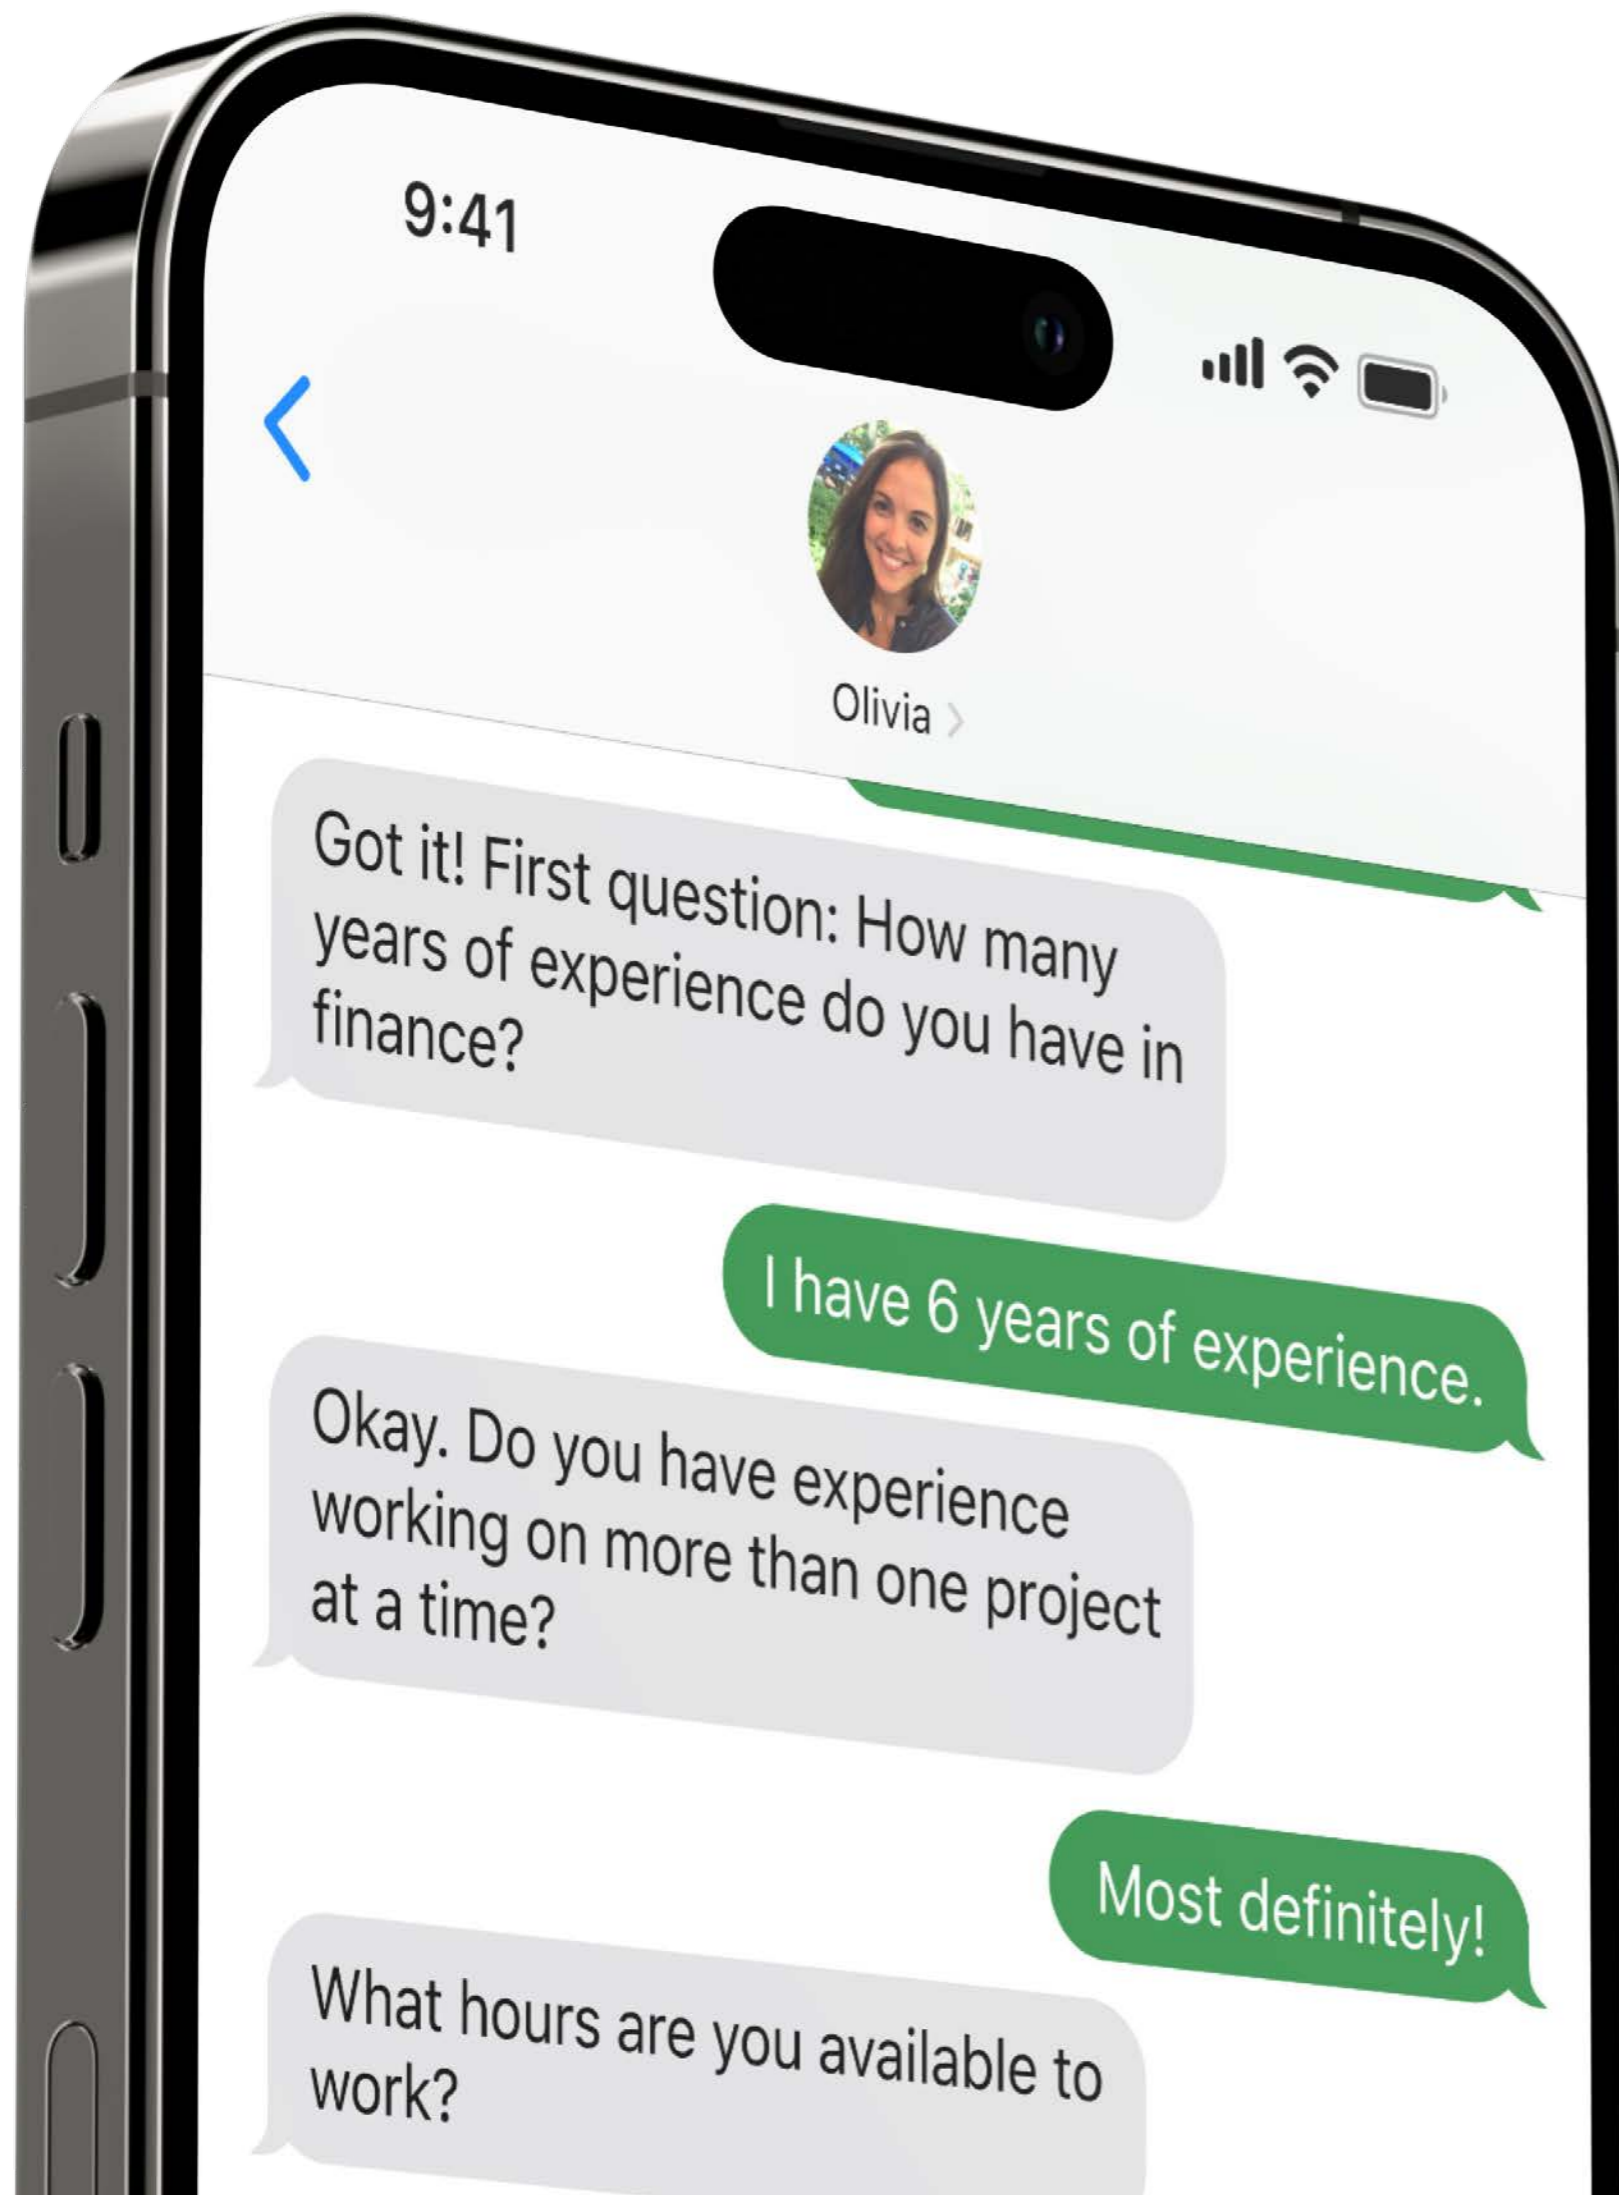 9:41
Olivia
Got it! First question: How many
years of experience do you have in
finance?
I have 6 years of experience.
Okay. Do you have experience
working on more than one project
at a time?
Most definitely!
What hours are you available to
work?